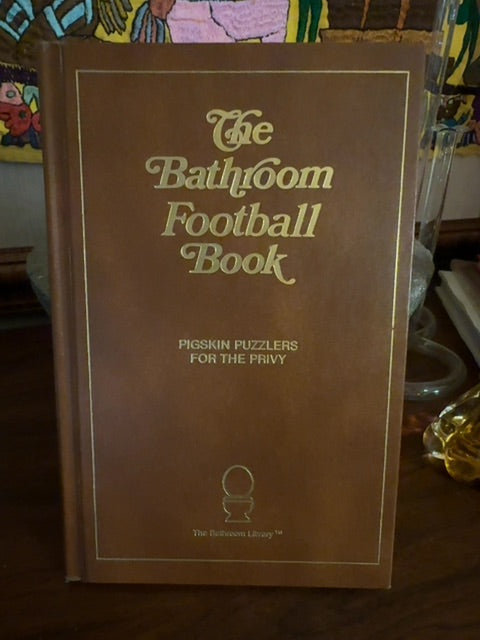 The
Bathroom
Football
Book
PIGSKIN PUZZLERS
FOR THE PRIVY
The Bathroom Library™